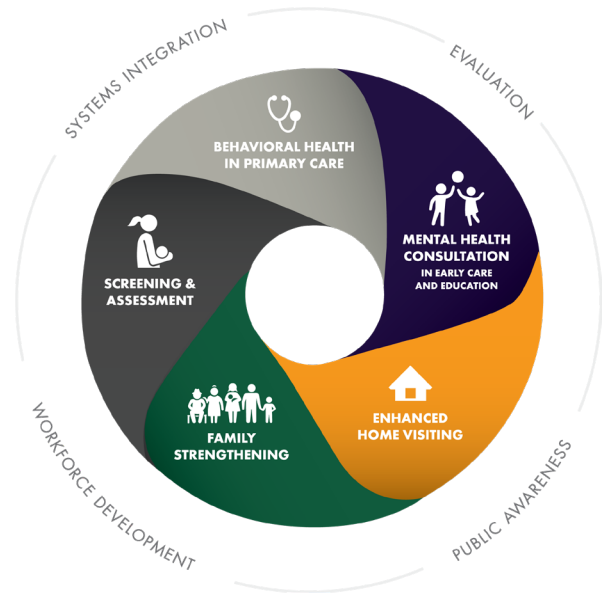 SYSTEMS INTEGRATION
EVALUATION
BEHAVIORAL HEALTH
IN PRIMARY CARE
MENTAL HEALTH
CONSULTATION
IN EARLY CARE
AND EDUCATION
SCREENING &
ASSESSMENT
ENHANCED
HOME VISITING
FAMILY
STRENGTHENING
WORKFORCE DEVELOPMENT
PUBLIC AWARENESS